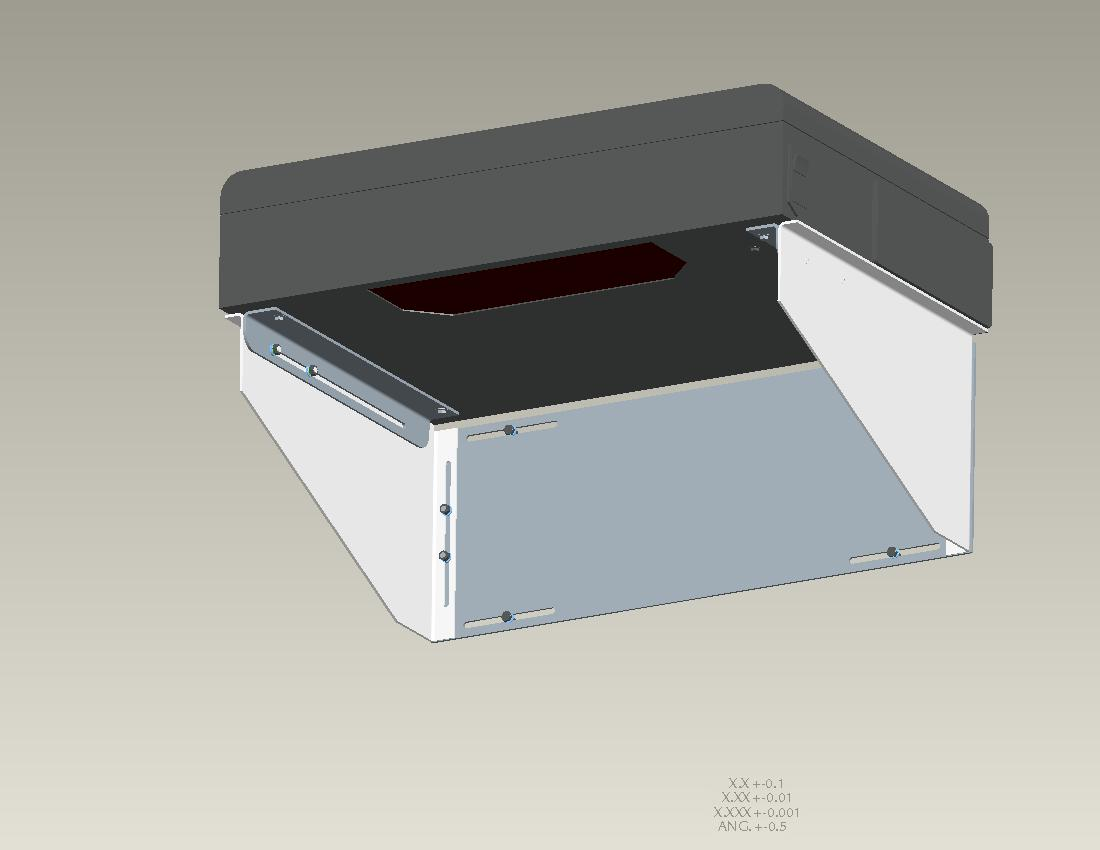 X.X +-0.1
X.XX +-0.01
X.XXX +-0.001
ANG. +-0.5